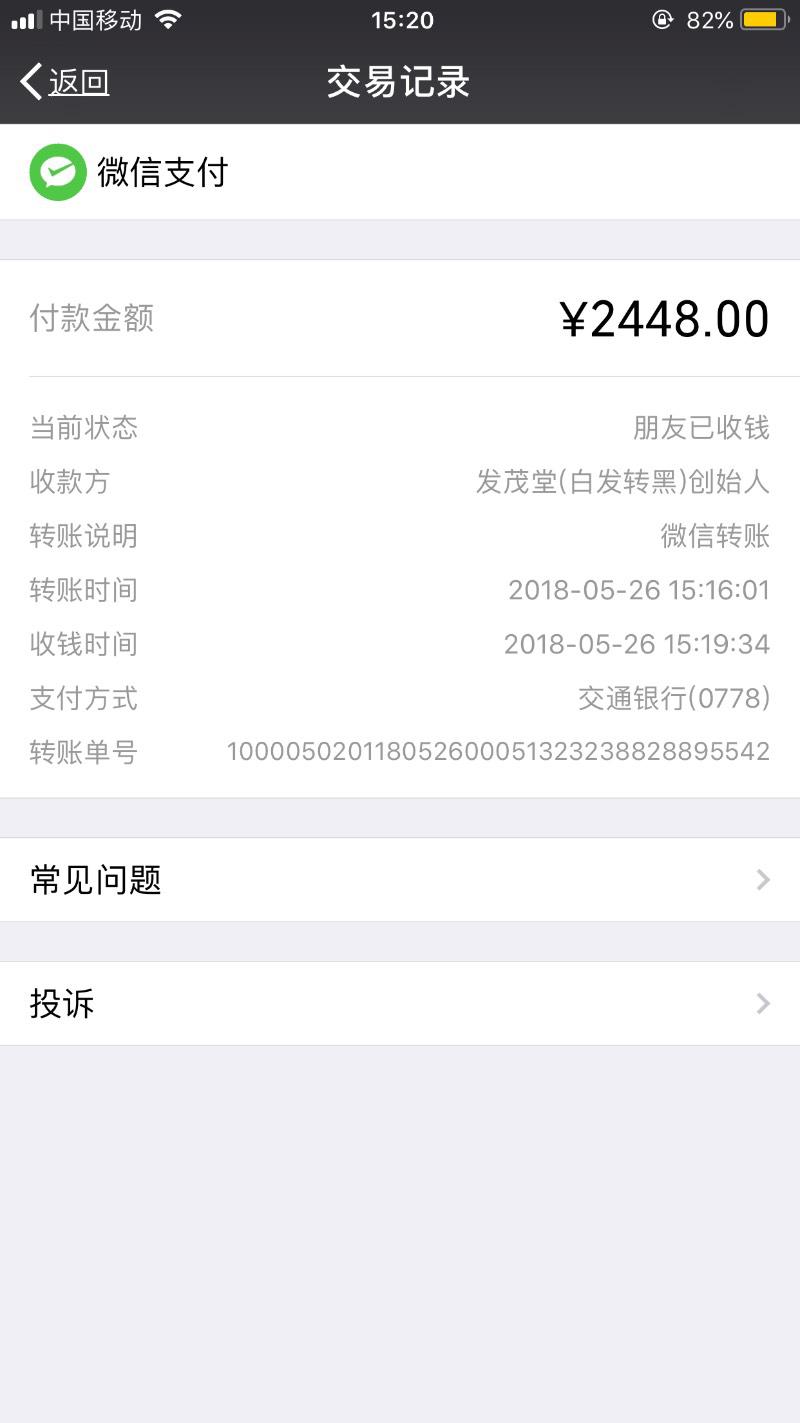 中国移动 15:20 82%
返回 交易记录
微信支付
付款金额 ¥2448.00
当前状态 朋友已收钱
收款方 发茂堂(白发转黑)创始人
转账说明 微信转账
转账时间 2018-05-26 15:16:01
收钱时间 2018-05-26 15:19:34
支付方式 交通银行(0778)
转账单号 100005020118052600051323238828895542
常见问题
投诉